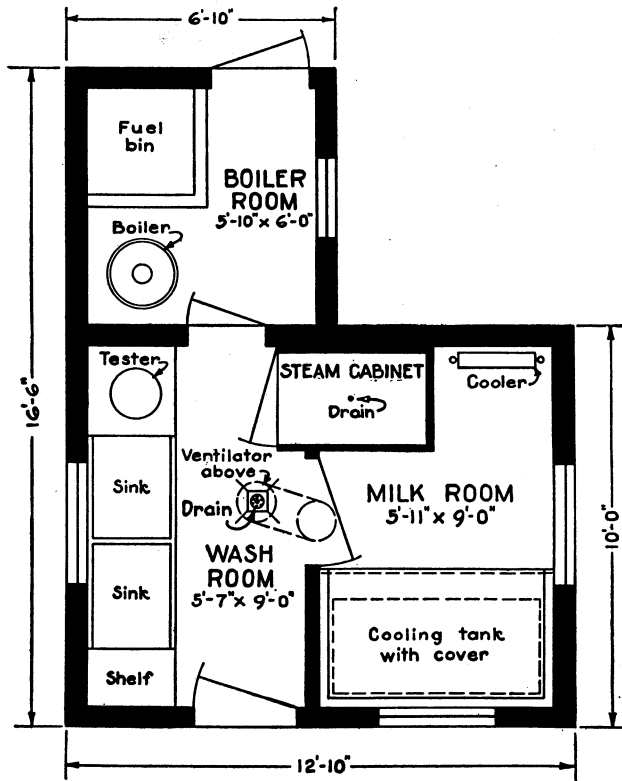 6'-10"
Fuel
bin
BOILER
ROOM
5'-10" x 6'-0"
Boiler
16'-6"
Tester
STEAM CABINET
Drain
Cooler
Sink
Ventilator
above
Drain
MILK ROOM
5'-11" x 9'-0"
10'-0"
WASH
ROOM
5'-7" x 9'-0"
Sink
Cooling tank
with cover
Shelf
12'-10"